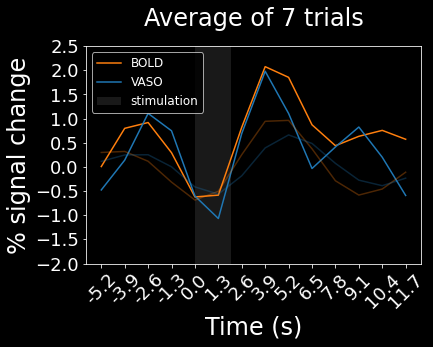 Average of 7 trials
BOLD
VASO
stimulation
% signal change
2.5
2.0
1.5
1.0
0.5
0.0
−0.5
−1.0
−1.5
−2.0
-5.2 -3.9 -2.6 -1.3 0.0 1.3 2.6 3.9 5.2 6.5 7.8 9.1 10.4 11.7
Time (s)